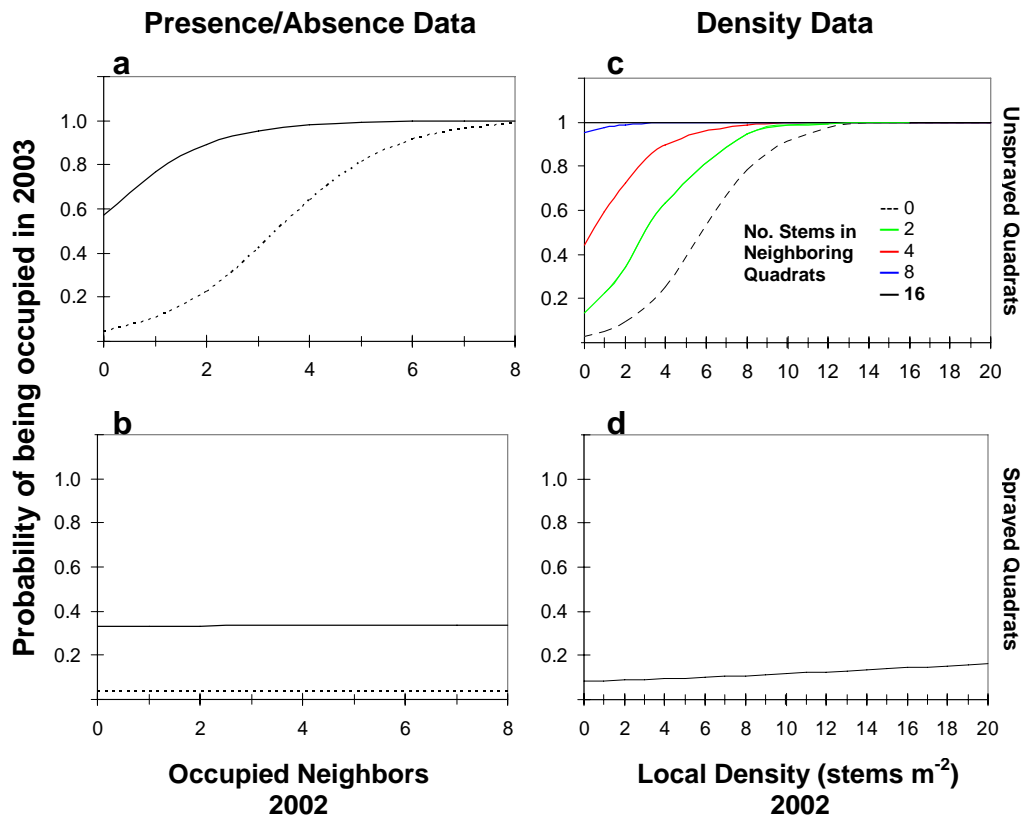 Presence/Absence Data
Density Data
Probability of being occupied in 2003
a
1.0
0.8
0.6
0.4
0.2
0 2 4 6 8
c
1
0.8
0.6
0.4
0.2
0 2 4 6 8 10 12 14 16 18 20
No. Stems in
Neighboring
Quadrats
0
2
4
8
16
Unsprayed Quadrats
b
1.0
0.8
0.6
0.4
0.2
0 2 4 6 8
d
1.0
0.8
0.6
0.4
0.2
0 2 4 6 8 10 12 14 16 18 20
Sprayed Quadrats
Occupied Neighbors
2002
Local Density (stems m⁻²)
2002